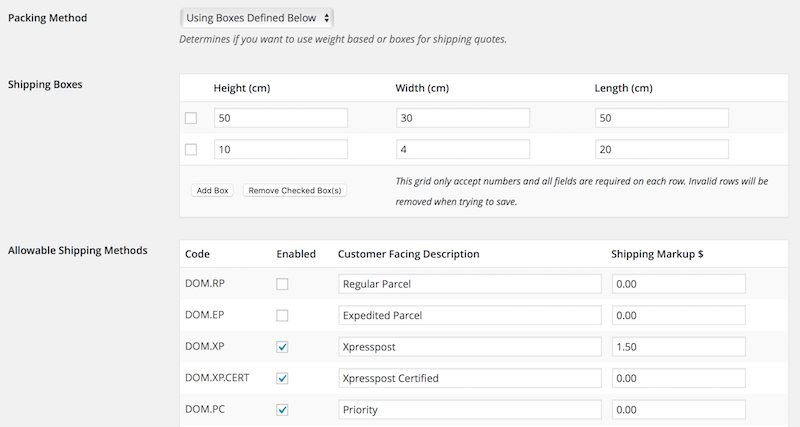 Packing Method
Using Boxes Defined Below
Determines if you want to use weight based or boxes for shipping quotes.
Shipping Boxes
Height (cm) Width (cm) Length (cm)
50 30 50
10 4 20
Add Box Remove Checked Box(s)
This grid only accept numbers and all fields are required on each row. Invalid rows will be
removed when trying to save.
Allowable Shipping Methods
Code Enabled Customer Facing Description Shipping Markup $
DOM.RP Regular Parcel 0.00
DOM.EP Expedited Parcel 0.00
DOM.XP Xpresspost 1.50
DOM.XP.CERT Xpresspost Certified 0.00
DOM.PC Priority 0.00